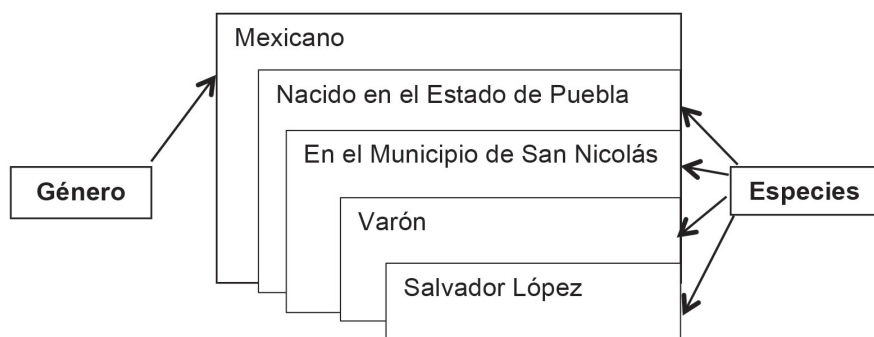 Mexicano
Nacido en el Estado de Puebla
En el Municipio de San Nicolás
Género
Especies
Varón
Salvador López